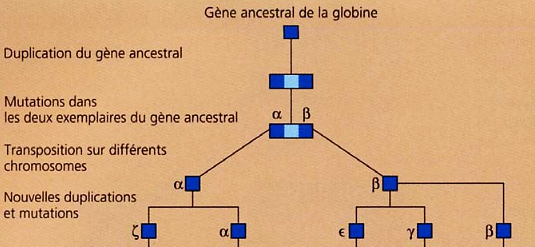 Gène ancestral de la globine
Duplication du gène ancestral
Mutations dans
les deux exemplaires du gène ancestral
α β
Transposition sur différents
chromosomes
α β
Nouvelles duplications
et mutations
ζ α ϵ γ β